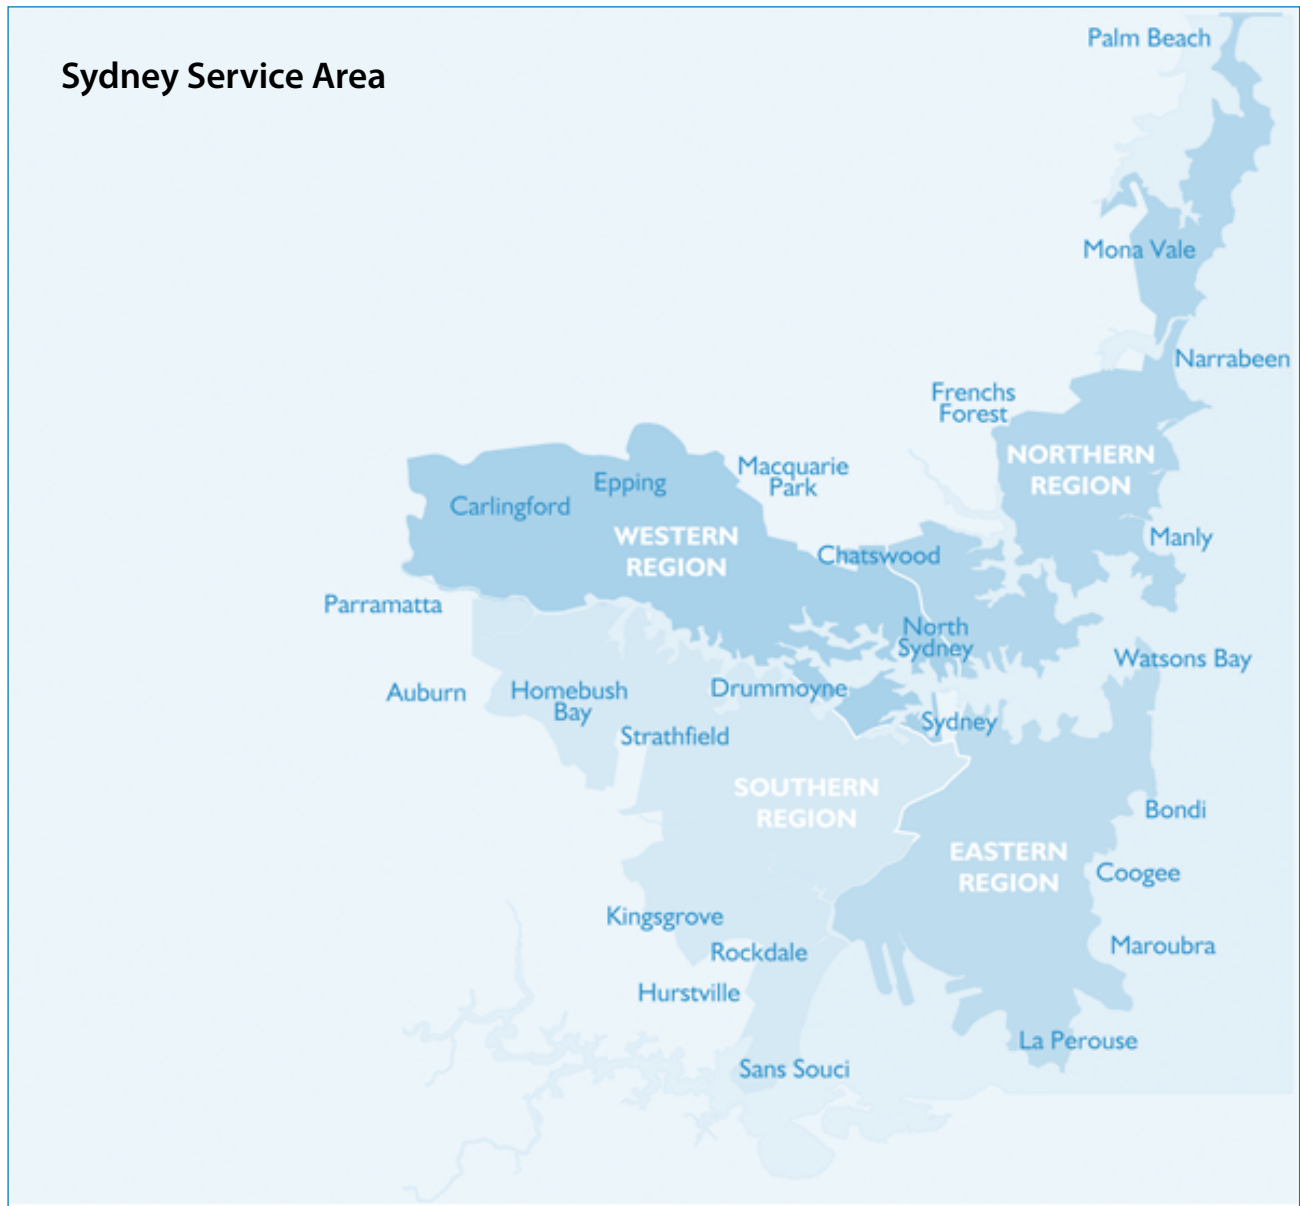 Palm Beach
Sydney Service Area
Mona Vale
Narrabeen
Frenchs
Forest
NORTHERN
REGION
Macquarie
Park
Epping
Carlingford
WESTERN
REGION
Manly
Chatswood
Parramatta
North
Sydney
Watsons Bay
Auburn
Homebush
Bay
Drummoyne
Sydney
Strathfield
SOUTHERN
REGION
Bondi
EASTERN
REGION
Coogee
Kingsgrove
Rockdale
Maroubra
Hurstville
La Perouse
Sans Souci